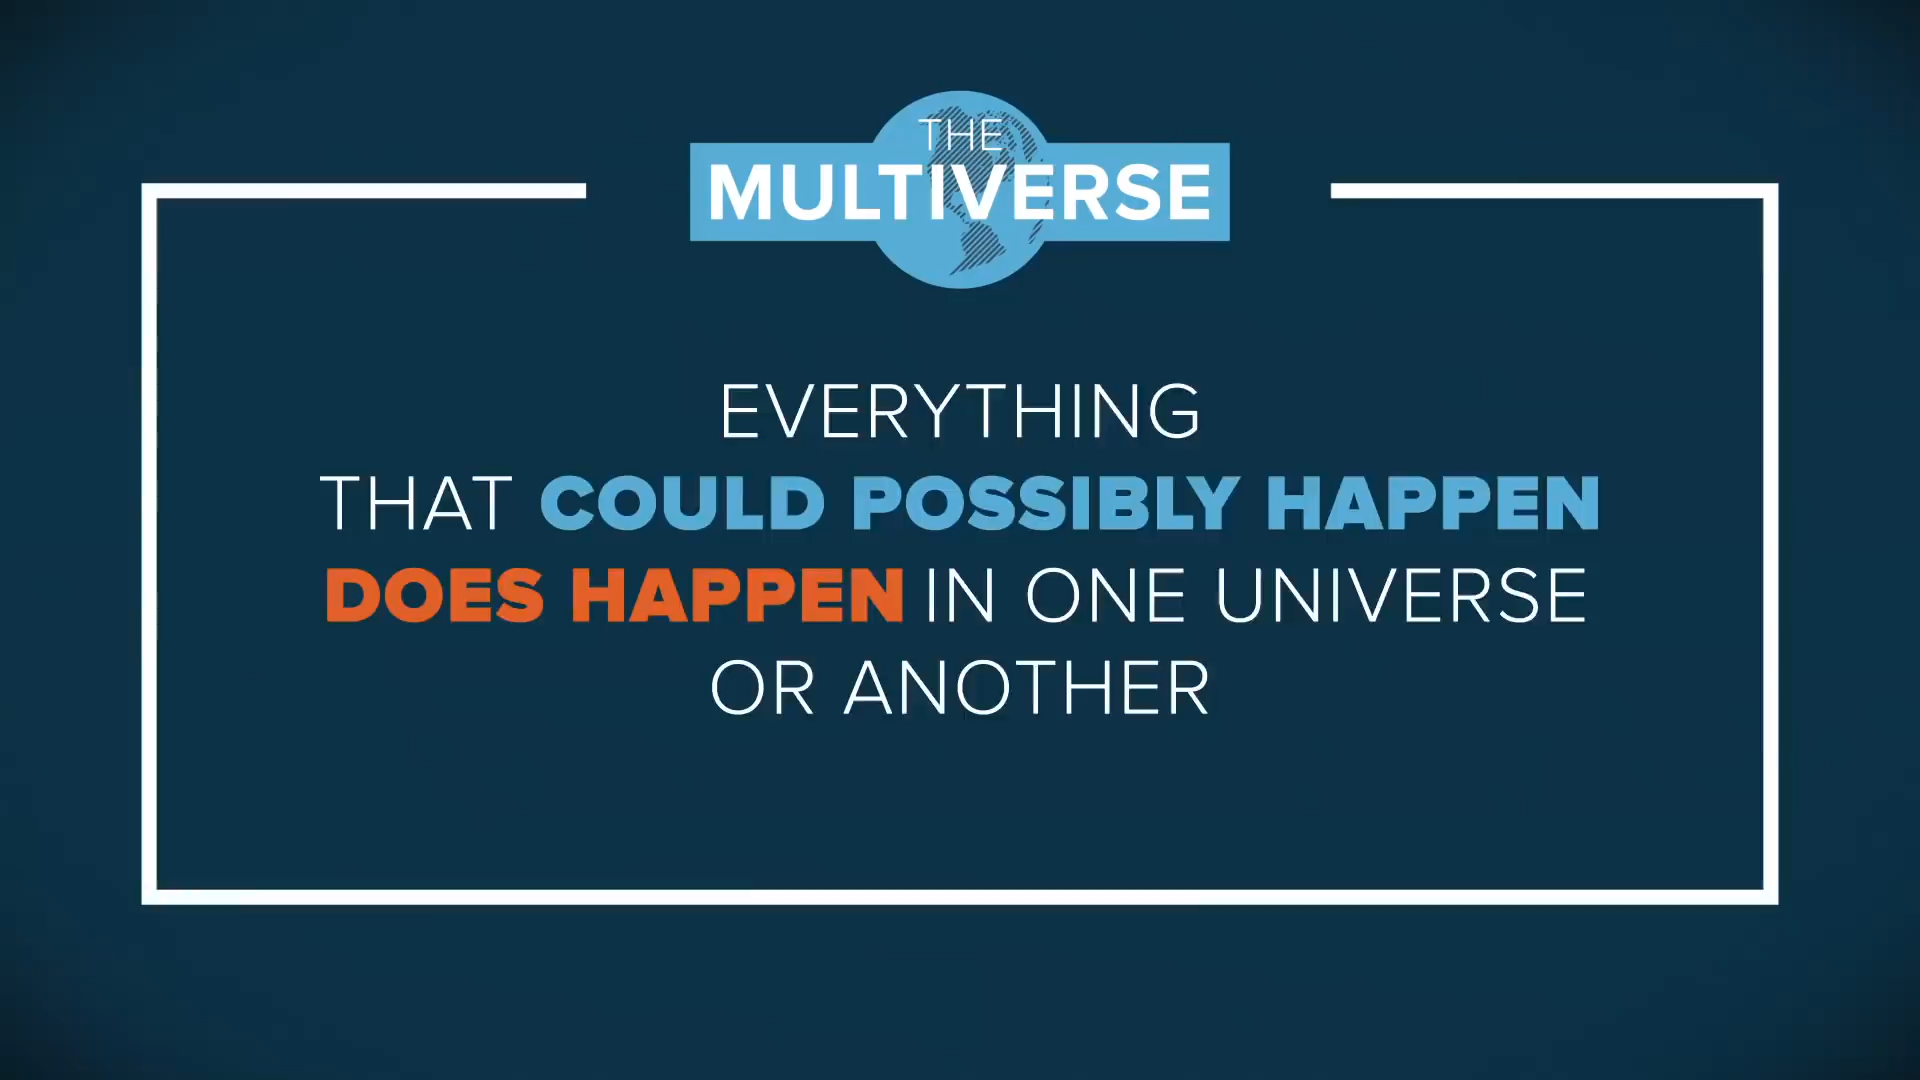 THE
MULTIVERSE
EVERYTHING
THAT COULD POSSIBLY HAPPEN
DOES HAPPEN IN ONE UNIVERSE
OR ANOTHER